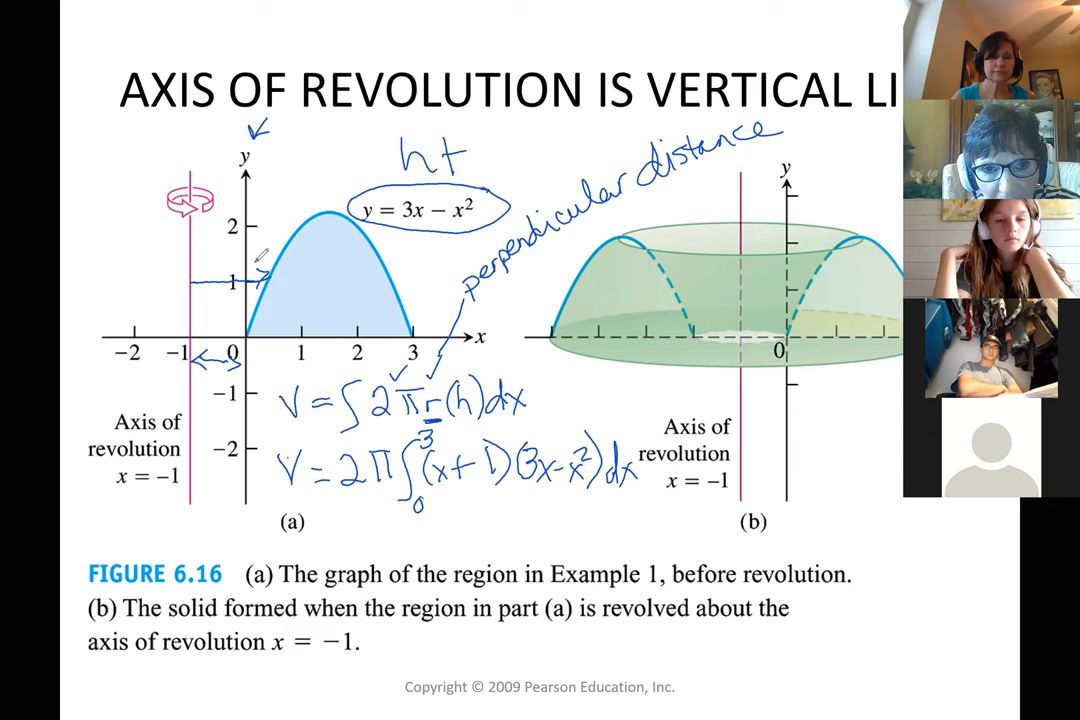 AXIS OF REVOLUTION IS VERTICAL LI
ht
perpendicular distance
y
y = 3x − x²
2
1
−2 −1 0 1 2 3 x
−1
−2
Axis of
revolution
x = −1
V = ∫ 2πr(h)dx
V = 2π∫₀³(x+1)(3x-x²)dx
(a)
y
0
Axis of
revolution
x = −1
(b)
FIGURE 6.16 (a) The graph of the region in Example 1, before revolution.
(b) The solid formed when the region in part (a) is revolved about the
axis of revolution x = −1.
Copyright © 2009 Pearson Education, Inc.